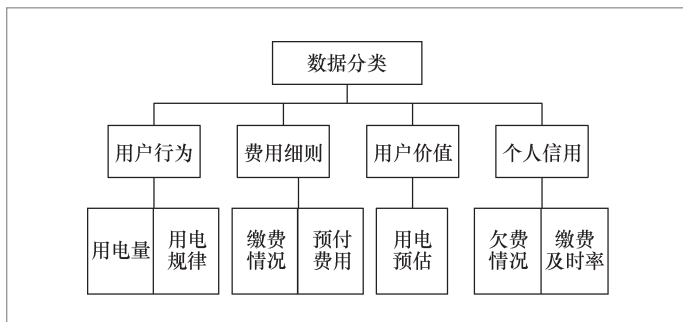 数据分类
用户行为
费用细则
用户价值
个人信用
用电量
用电
规律
缴费
情况
预付
费用
用电
预估
欠费
情况
缴费
及时率